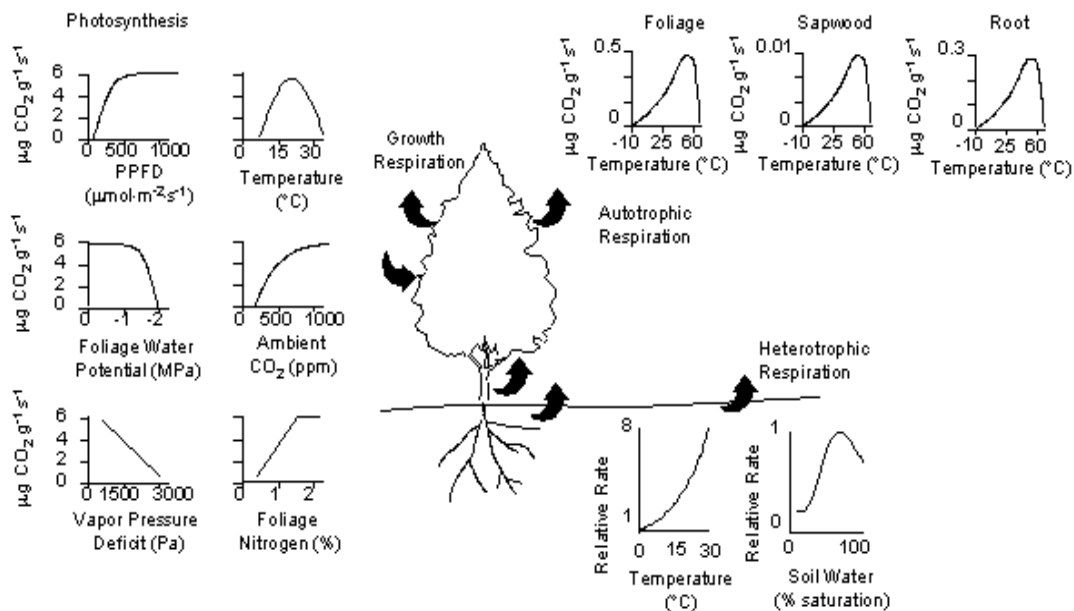 Photosynthesis
µg CO2 g-1 s-1
6
4
2
0
0 500 1000
PPFD
(µmol·m-2·s-1)
0 15 30
Temperature
(°C)
µg CO2 g-1 s-1
6
4
2
0
-1 -2
Foliage Water
Potential (MPa)
0 500 1000
Ambient
CO2 (ppm)
µg CO2 g-1 s-1
6
4
2
0
0 1500 3000
Vapor Pressure
Deficit (Pa)
1 2
Foliage
Nitrogen (%)
Growth
Respiration
Foliage
µg CO2 g-1 s-1
0.5
0
-10 25 60
Temperature (°C)
Sapwood
µg CO2 g-1 s-1
0.01
0
-10 25 60
Temperature (°C)
Root
µg CO2 g-1 s-1
0.3
0
-10 25 60
Temperature (°C)
Autotrophic
Respiration
Heterotrophic
Respiration
Relative Rate
8
1
0 15 30
Temperature
(°C)
Relative Rate
1
0
0 100
Soil Water
(% saturation)